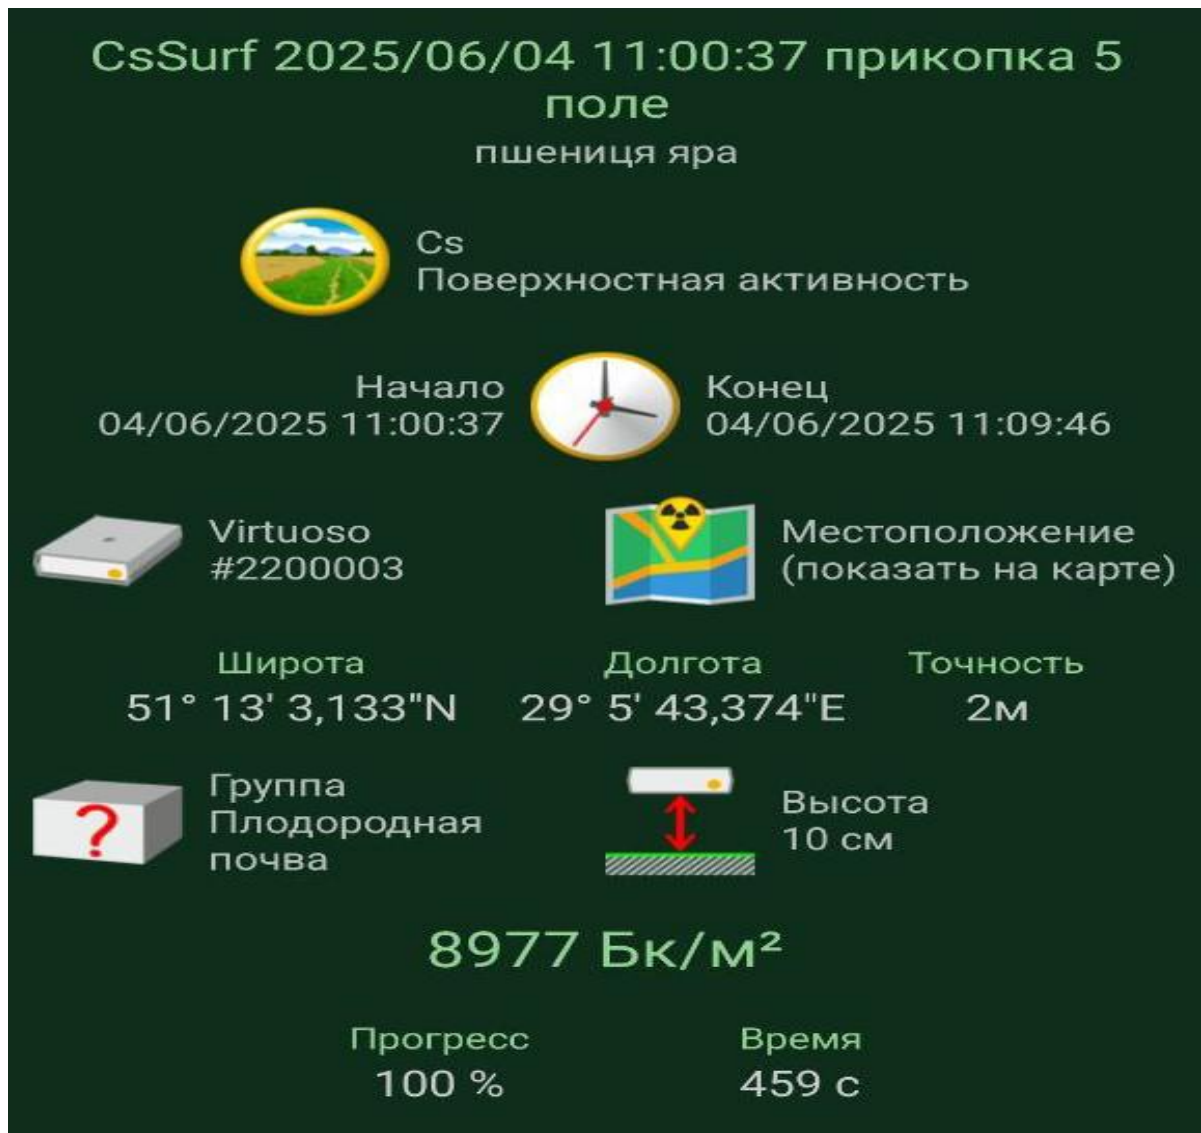 CsSurf 2025/06/04 11:00:37 прикопка 5
поле
пшениця яра
Cs
Поверхностная активность
Начало
04/06/2025 11:00:37
Конец
04/06/2025 11:09:46
Virtuoso
#2200003
Местоположение
(показать на карте)
Широта Долгота Точность
51° 13' 3,133"N 29° 5' 43,374"E 2м
?
Группа
Плодородная
почва
Высота
10 см
8977 Бк/м²
Прогресс Время
100 % 459 с